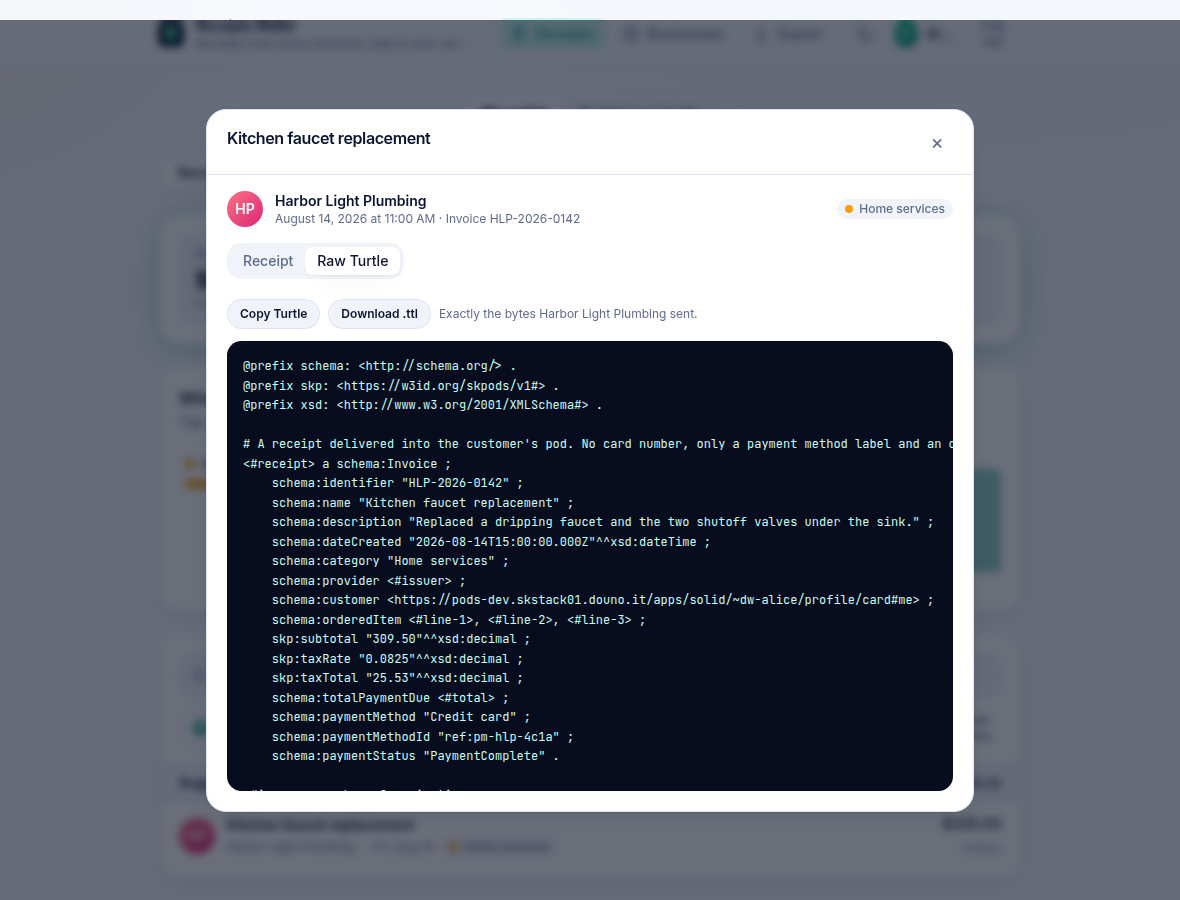 Kitchen faucet replacement
HP
Harbor Light Plumbing
August 14, 2026 at 11:00 AM · Invoice HLP-2026-0142
Home services
Receipt
Raw Turtle
Copy Turtle
Download .ttl
Exactly the bytes Harbor Light Plumbing sent.
@prefix schema: <http://schema.org/> .
@prefix skp: <https://w3id.org/skpods/v1#> .
@prefix xsd: <http://www.w3.org/2001/XMLSchema#> .
# A receipt delivered into the customer's pod. No card number, only a payment method label and an
<#receipt> a schema:Invoice ;
schema:identifier "HLP-2026-0142" ;
schema:name "Kitchen faucet replacement" ;
schema:description "Replaced a dripping faucet and the two shutoff valves under the sink." ;
schema:dateCreated "2026-08-14T15:00:00.000Z"^^xsd:dateTime ;
schema:category "Home services" ;
schema:provider <#issuer> ;
schema:customer <https://pods-dev.skstack01.douno.it/apps/solid/~dw-alice/profile/card#me> ;
schema:orderedItem <#line-1>, <#line-2>, <#line-3> ;
skp:subtotal "309.50"^^xsd:decimal ;
skp:taxRate "0.0825"^^xsd:decimal ;
skp:taxTotal "25.53"^^xsd:decimal ;
schema:totalPaymentDue <#total> ;
schema:paymentMethod "Credit card" ;
schema:paymentMethodId "ref:pm-hlp-4c1a" ;
schema:paymentStatus "PaymentComplete" .